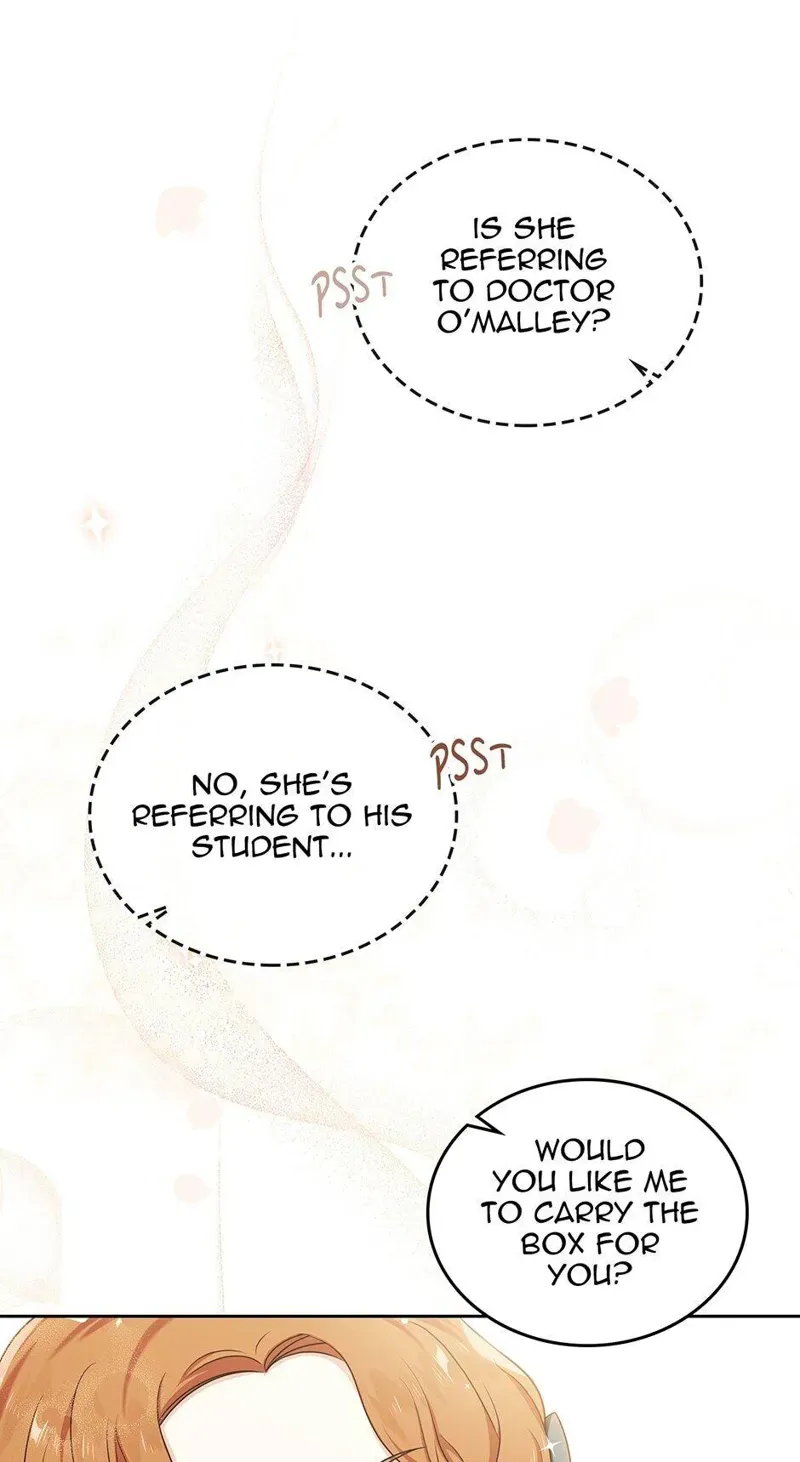 IS SHE
REFERRING
TO DOCTOR
O'MALLEY?
PSST
NO, SHE'S
REFERRING TO HIS
STUDENT...
PSST
WOULD
YOU LIKE ME
TO CARRY THE
BOX FOR
YOU?